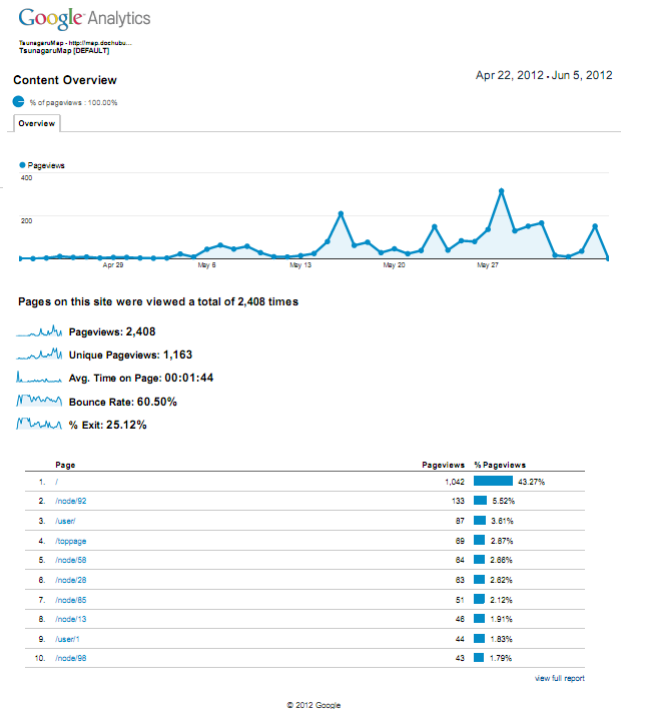 Google Analytics
TsunagaruMap - http://map.dochubu...
TsunagaruMap [DEFAULT]
Content Overview
Apr 22, 2012 - Jun 5, 2012
% of pageviews : 100.00%
Overview
Pageviews
400
200
Apr 29 May 6 May 13 May 20 May 27
Pages on this site were viewed a total of 2,408 times
Pageviews: 2,408
Unique Pageviews: 1,163
Avg. Time on Page: 00:01:44
Bounce Rate: 60.50%
% Exit: 25.12%
Page Pageviews % Pageviews
1. / 1,042 43.27%
2. /node/92 133 5.52%
3. /user/ 87 3.61%
4. /toppage 69 2.87%
5. /node/58 64 2.66%
6. /node/28 63 2.62%
7. /node/85 51 2.12%
8. /node/13 46 1.91%
9. /user/1 44 1.83%
10. /node/98 43 1.79%
view full report
© 2012 Google